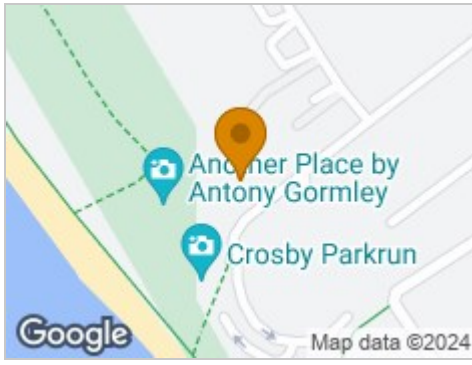 Another Place by
Antony Gormley
Crosby Parkrun
Google
Map data ©2024